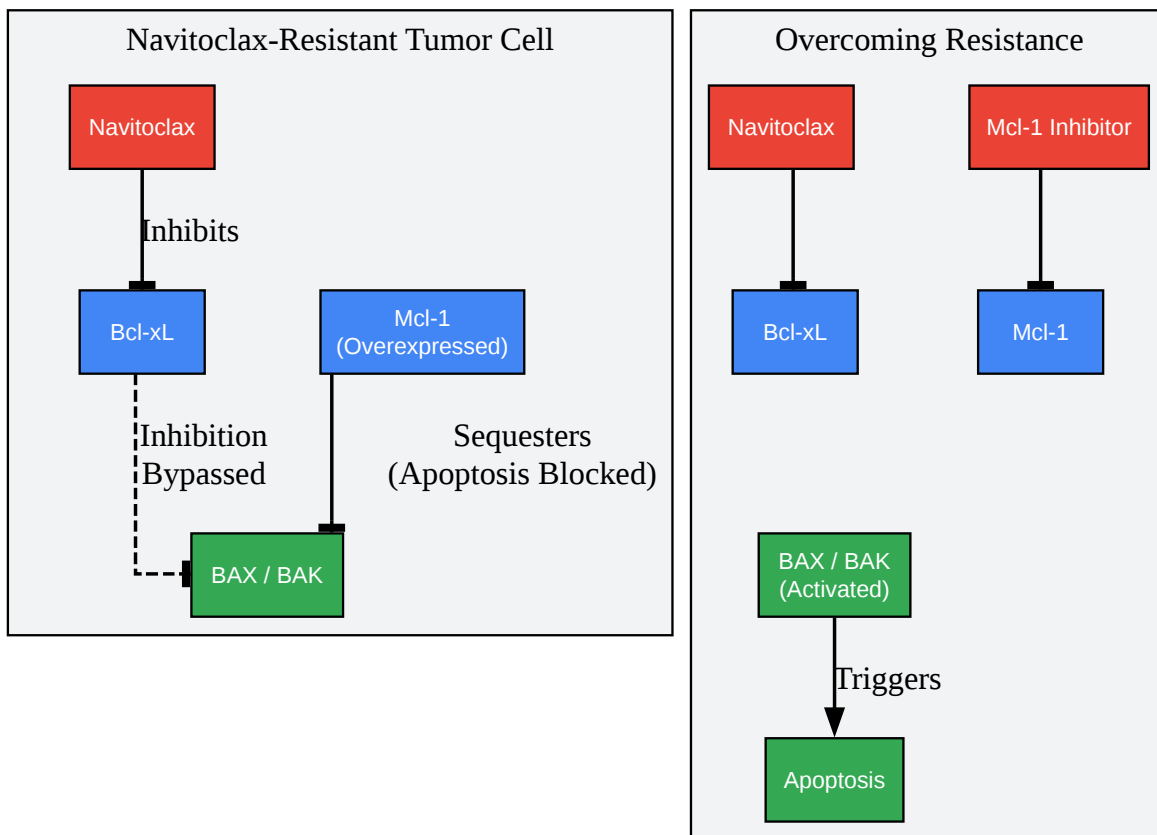 Navitoclax-Resistant Tumor Cell
Navitoclax
Inhibits
Bcl-xL
Mcl-1
(Overexpressed)
Inhibition
Bypassed
Sequesters
(Apoptosis Blocked)
BAX / BAK
Overcoming Resistance
Navitoclax
Mcl-1 Inhibitor
Bcl-xL
Mcl-1
BAX / BAK
(Activated)
Triggers
Apoptosis